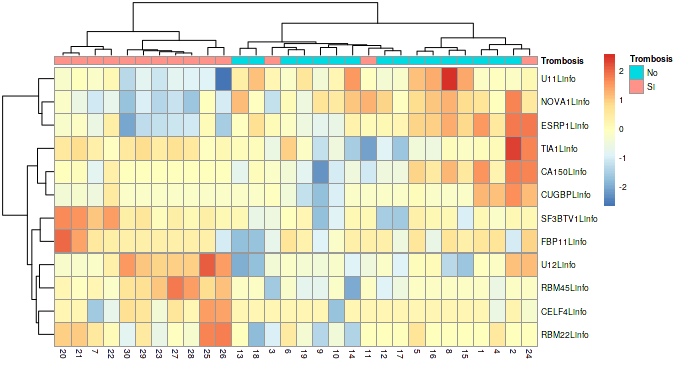 Trombosis
Trombosis
No
Si
2
1
0
-1
-2
U11Linfo
NOVA1Linfo
ESRP1Linfo
TIA1Linfo
CA150Linfo
CUGBPLinfo
SF3BTV1Linfo
FBP11Linfo
U12Linfo
RBM45Linfo
CELF4Linfo
RBM22Linfo
20 21 7 22 30 29 23 27 28 25 26 13 18 3 6 19 9 10 14 11 12 17 5 16 8 15 1 4 2 24